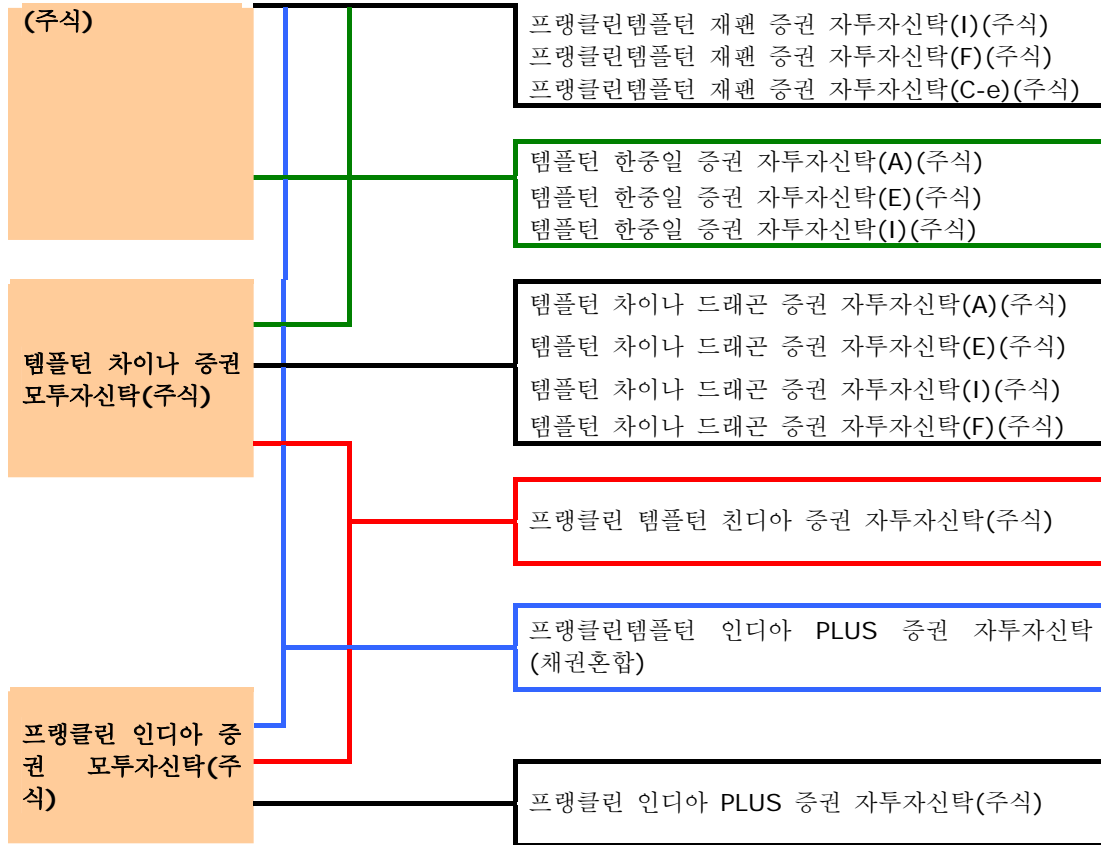 (주식)
프랭클린템플턴 재팬 증권 자투자신탁(I)(주식)
프랭클린템플턴 재팬 증권 자투자신탁(F)(주식)
프랭클린템플턴 재팬 증권 자투자신탁(C-e)(주식)
템플턴 한중일 증권 자투자신탁(A)(주식)
템플턴 한중일 증권 자투자신탁(E)(주식)
템플턴 한중일 증권 자투자신탁(I)(주식)
템플턴 차이나 증권
모투자신탁(주식)
템플턴 차이나 드래곤 증권 자투자신탁(A)(주식)
템플턴 차이나 드래곤 증권 자투자신탁(E)(주식)
템플턴 차이나 드래곤 증권 자투자신탁(I)(주식)
템플턴 차이나 드래곤 증권 자투자신탁(F)(주식)
프랭클린 템플턴 친디아 증권 자투자신탁(주식)
프랭클린템플턴 인디아 PLUS 증권 자투자신탁
(채권혼합)
프랭클린 인디아 증
권 모투자신탁(주
식)
프랭클린 인디아 PLUS 증권 자투자신탁(주식)